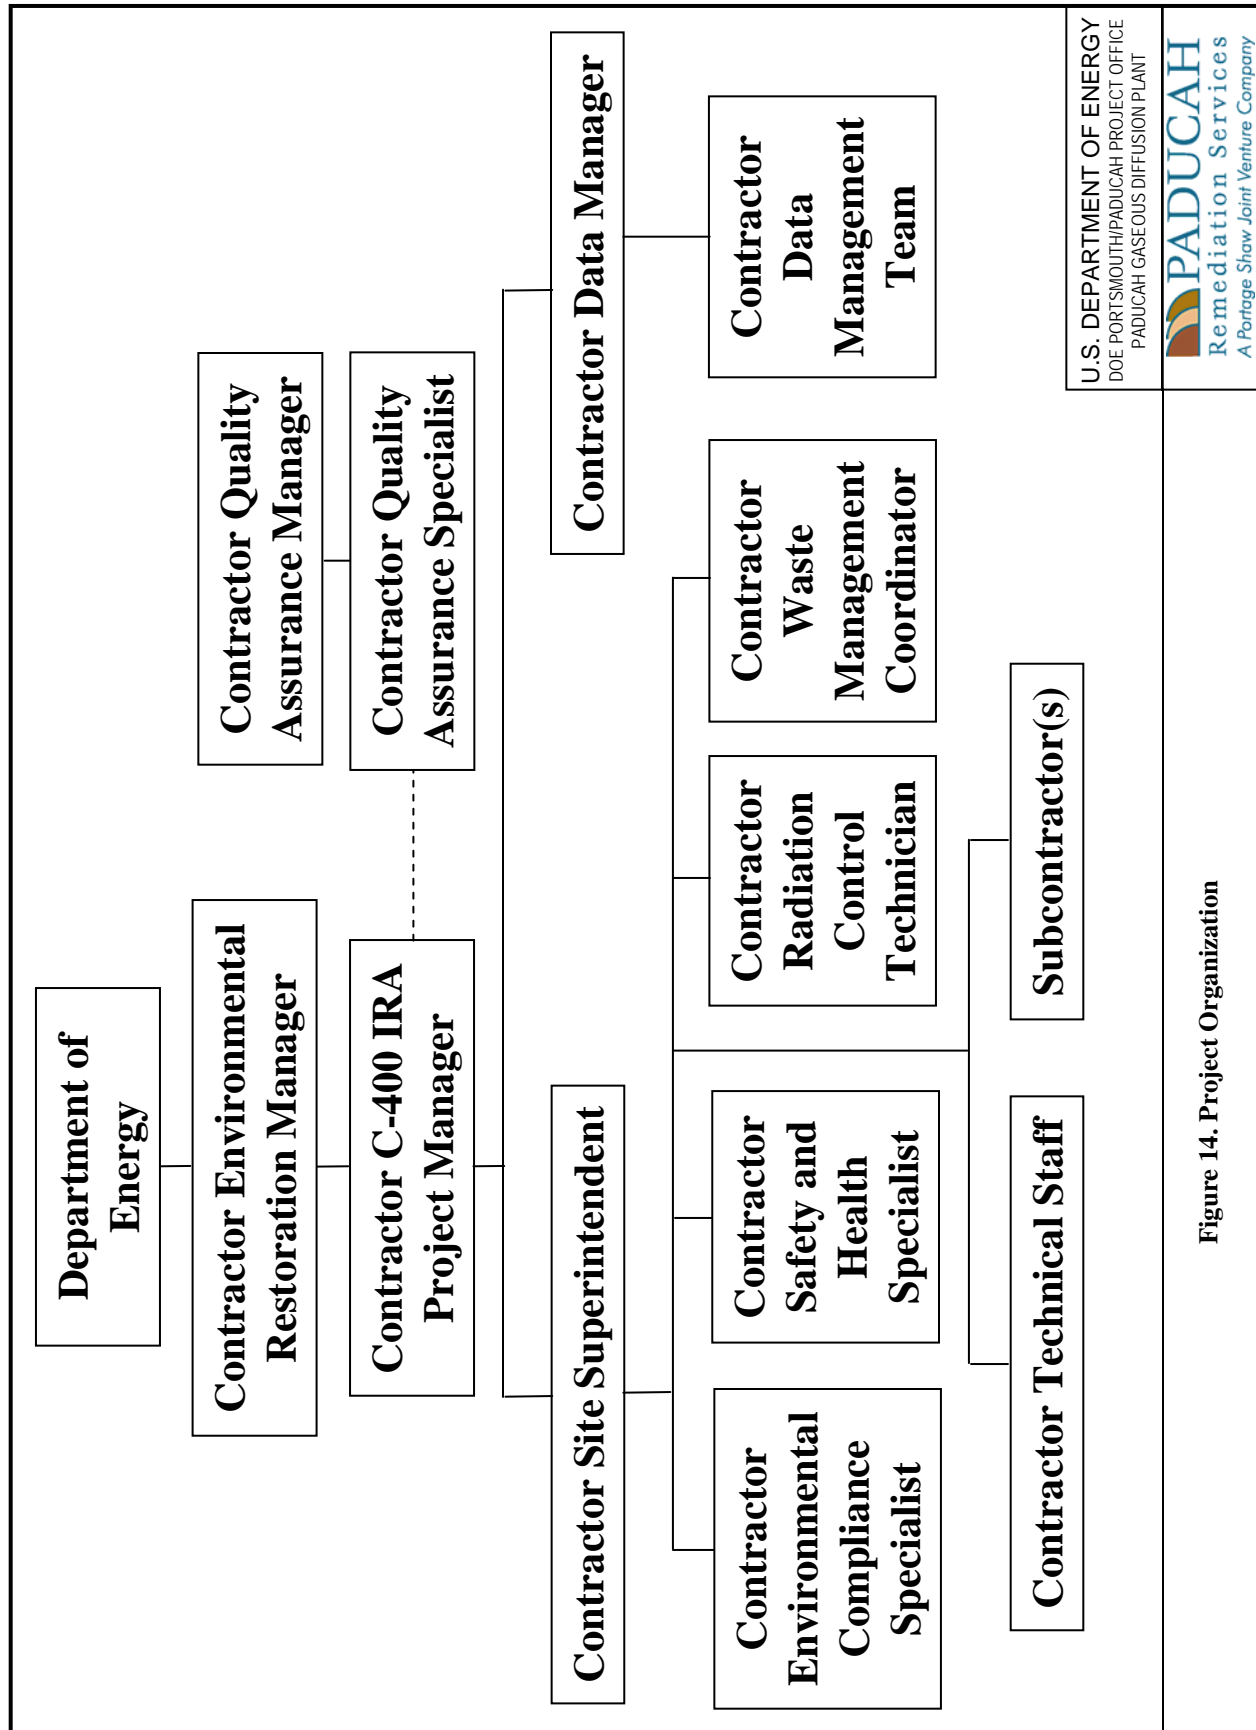 Department of
Energy
Contractor Environmental
Restoration Manager
Contractor Quality
Assurance Manager
Contractor C-400 IRA
Project Manager
Contractor Quality
Assurance Specialist
Contractor Site Superintendent
Contractor Data Manager
Contractor
Environmental
Compliance
Specialist
Contractor
Safety and
Health
Specialist
Contractor
Radiation
Control
Technician
Contractor
Waste
Management
Coordinator
Contractor
Data
Management
Team
Contractor Technical Staff
Subcontractor(s)
Figure 14. Project Organization
U.S. DEPARTMENT OF ENERGY
DOE PORTSMOUTH/PADUCAH PROJECT OFFICE
PADUCAH GASEOUS DIFFUSION PLANT
PADUCAH
Remediation Services
A Portage Shaw Joint Venture Company